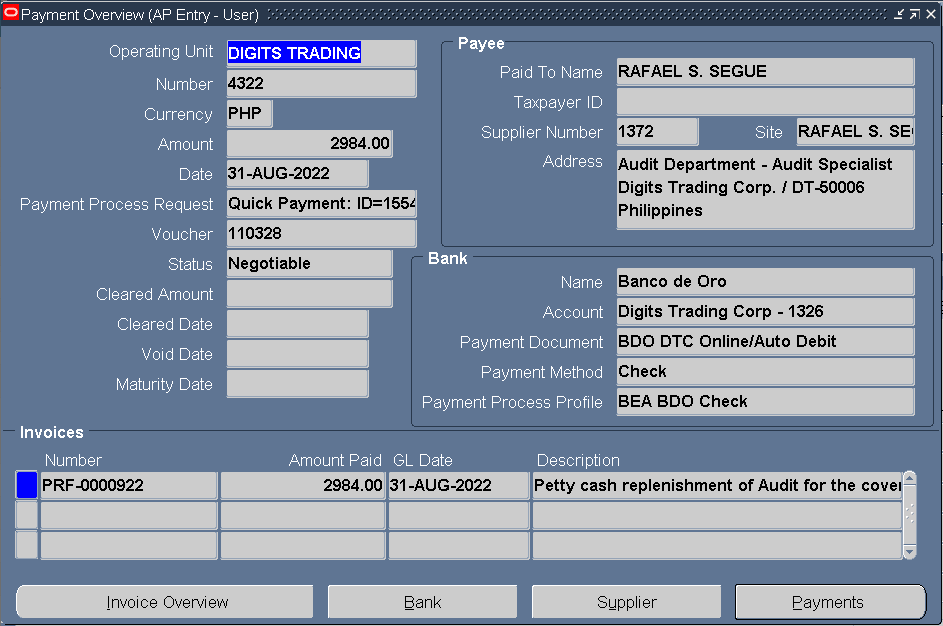 Payment Overview (AP Entry - User)
Operating Unit DIGITS TRADING
Number 4322
Currency PHP
Amount 2984.00
Date 31-AUG-2022
Payment Process Request Quick Payment: ID=1554
Voucher 110328
Status Negotiable
Cleared Amount
Cleared Date
Void Date
Maturity Date
Payee
Paid To Name RAFAEL S. SEGUE
Taxpayer ID
Supplier Number 1372 Site RAFAEL S. SE
Address Audit Department - Audit Specialist
Digits Trading Corp. / DT-50006
Philippines
Bank
Name Banco de Oro
Account Digits Trading Corp - 1326
Payment Document BDO DTC Online/Auto Debit
Payment Method Check
Payment Process Profile BEA BDO Check
Invoices
Number Amount Paid GL Date Description
PRF-0000922 2984.00 31-AUG-2022 Petty cash replenishment of Audit for the cover
Invoice Overview Bank Supplier Payments